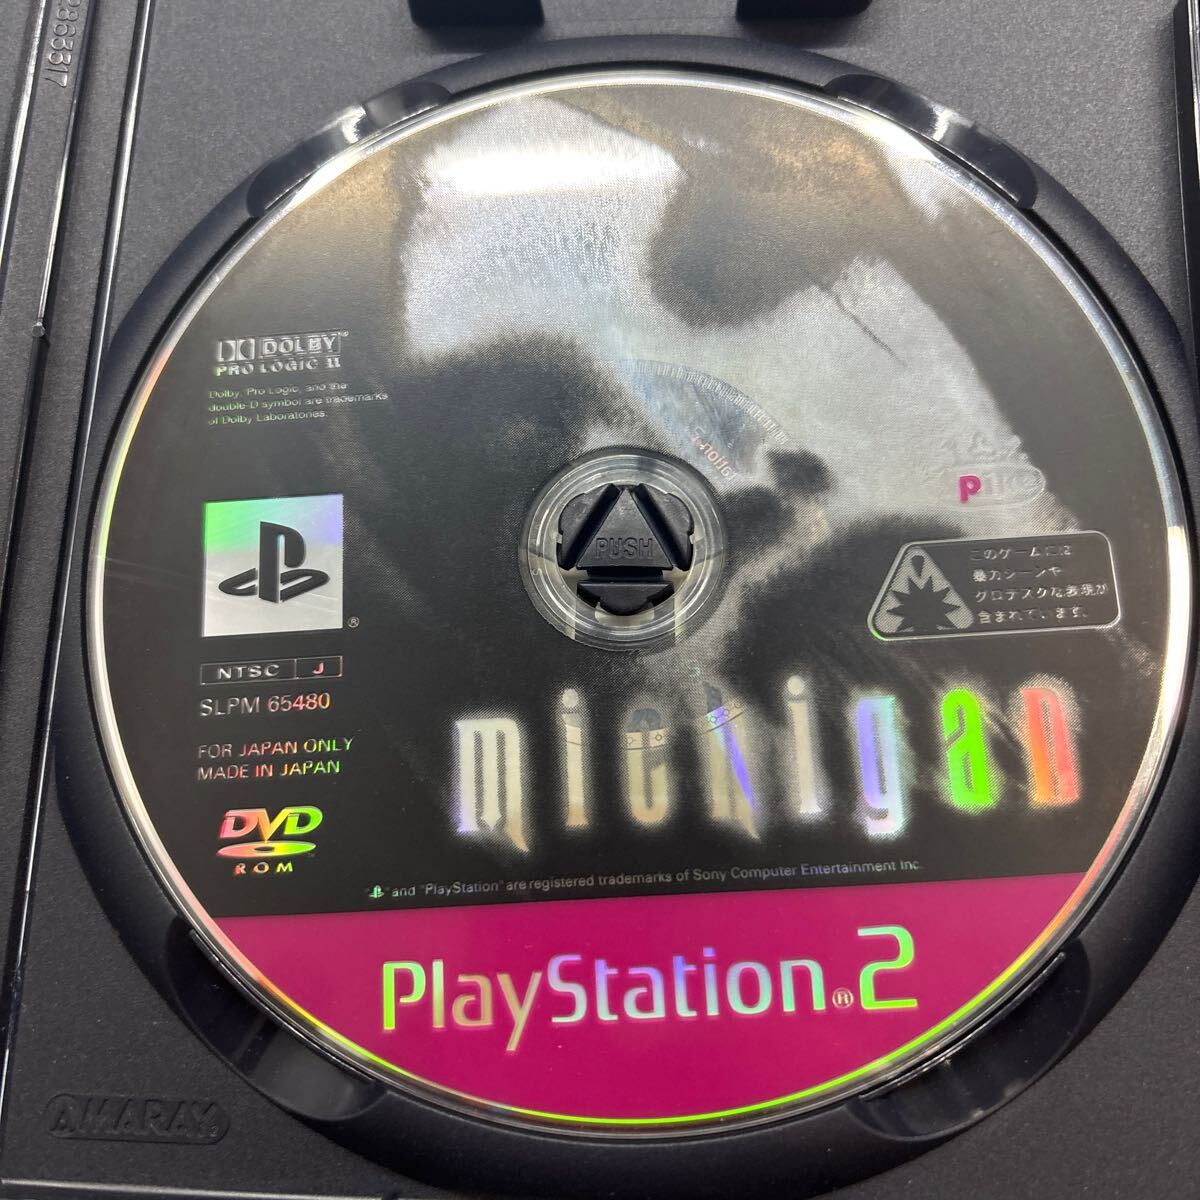 2863317
DOLBY
PRO LOGIC II
Dolby, Pro Logic, and the
double-D symbol are trademarks
of Dolby Laboratories.
®
NTSC J
SLPM 65480
FOR JAPAN ONLY
MADE IN JAPAN
DVD
ROM
PUSH
このゲームには
暴力シーンや
グロテスクな表現が
含まれています。
michigan
" " and "PlayStation" are registered trademarks of Sony Computer Entertainment Inc.
PlayStation®2
AMARAY